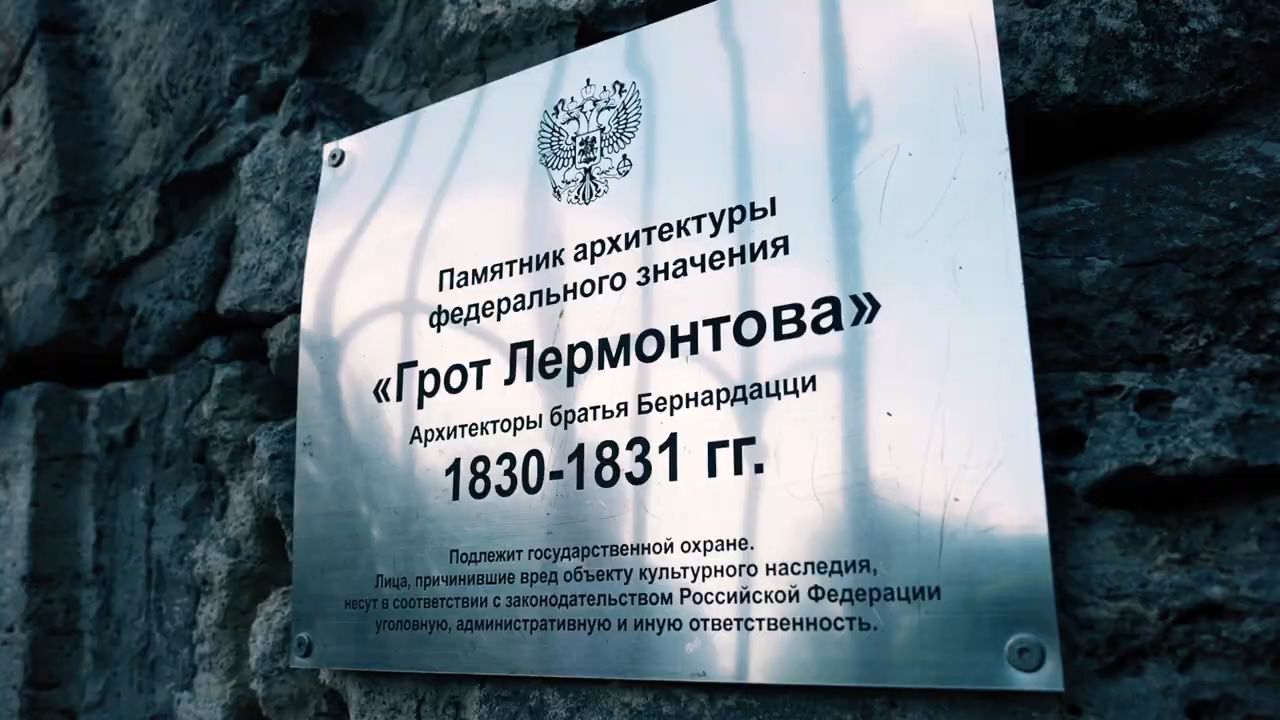 Памятник архитектуры
федерального значения
«Грот Лермонтова»
Архитекторы братья Бернардацци
1830-1831 гг.
Подлежит государственной охране.
Лица, причинившие вред объекту культурного наследия,
несут в соответствии с законодательством Российской Федерации
уголовную, административную и иную ответственность.